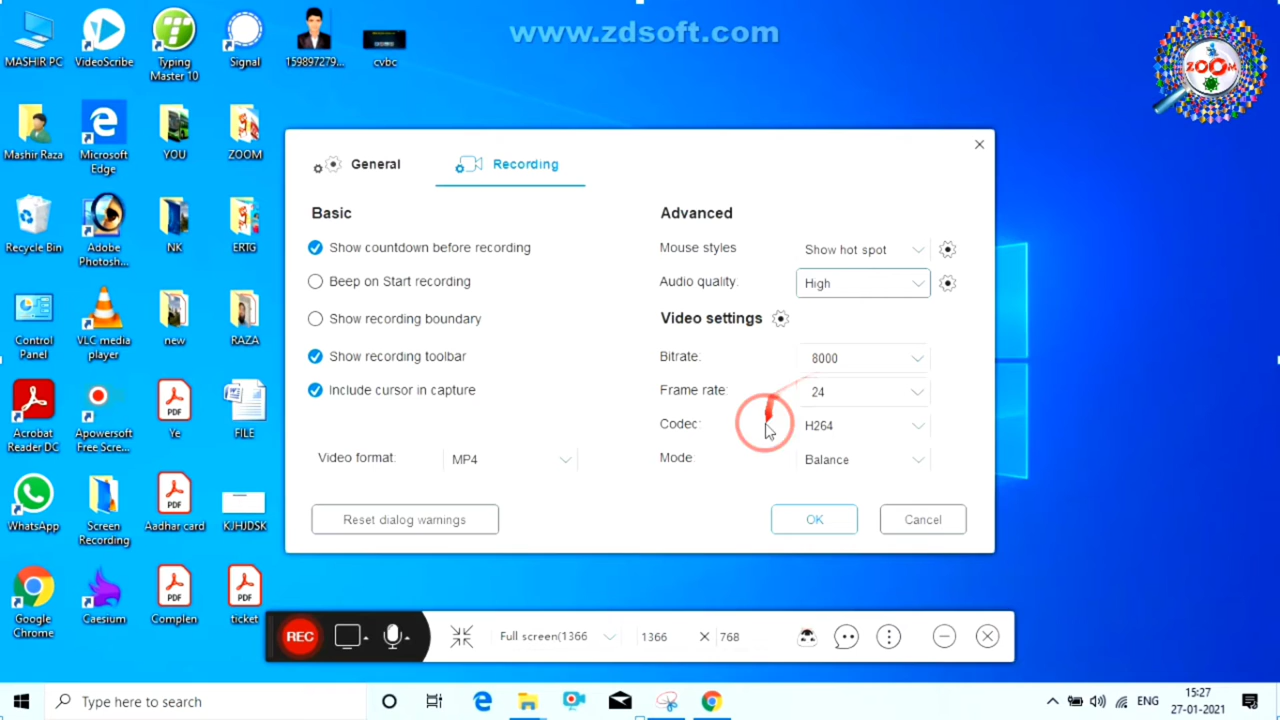 www.zdsoft.com
ZOOM
MASHIR PC
VideoScribe
Typing
Master 10
Signal
159897279...
cvbc
Mashir Raza
Microsoft
Edge
YOU
ZOOM
Recycle Bin
Adobe
Photosh...
NK
ERTG
Control
Panel
VLC media
player
new
RAZA
Acrobat
Reader DC
Apowersoft
Free Scre...
Ye
FILE
WhatsApp
Screen
Recording
Aadhar card
KJHJDSK
Google
Chrome
Caesium
Complen
ticket
General
Recording
Basic
Show countdown before recording
Beep on Start recording
Show recording boundary
Show recording toolbar
Include cursor in capture
Video format:
MP4
Reset dialog warnings
Advanced
Mouse styles
Show hot spot
Audio quality:
High
Video settings
Bitrate:
8000
Frame rate:
24
Codec:
H264
Mode:
Balance
OK
Cancel
REC
Full screen(1366
1366
768
Type here to search
ENG
15:27
27-01-2021